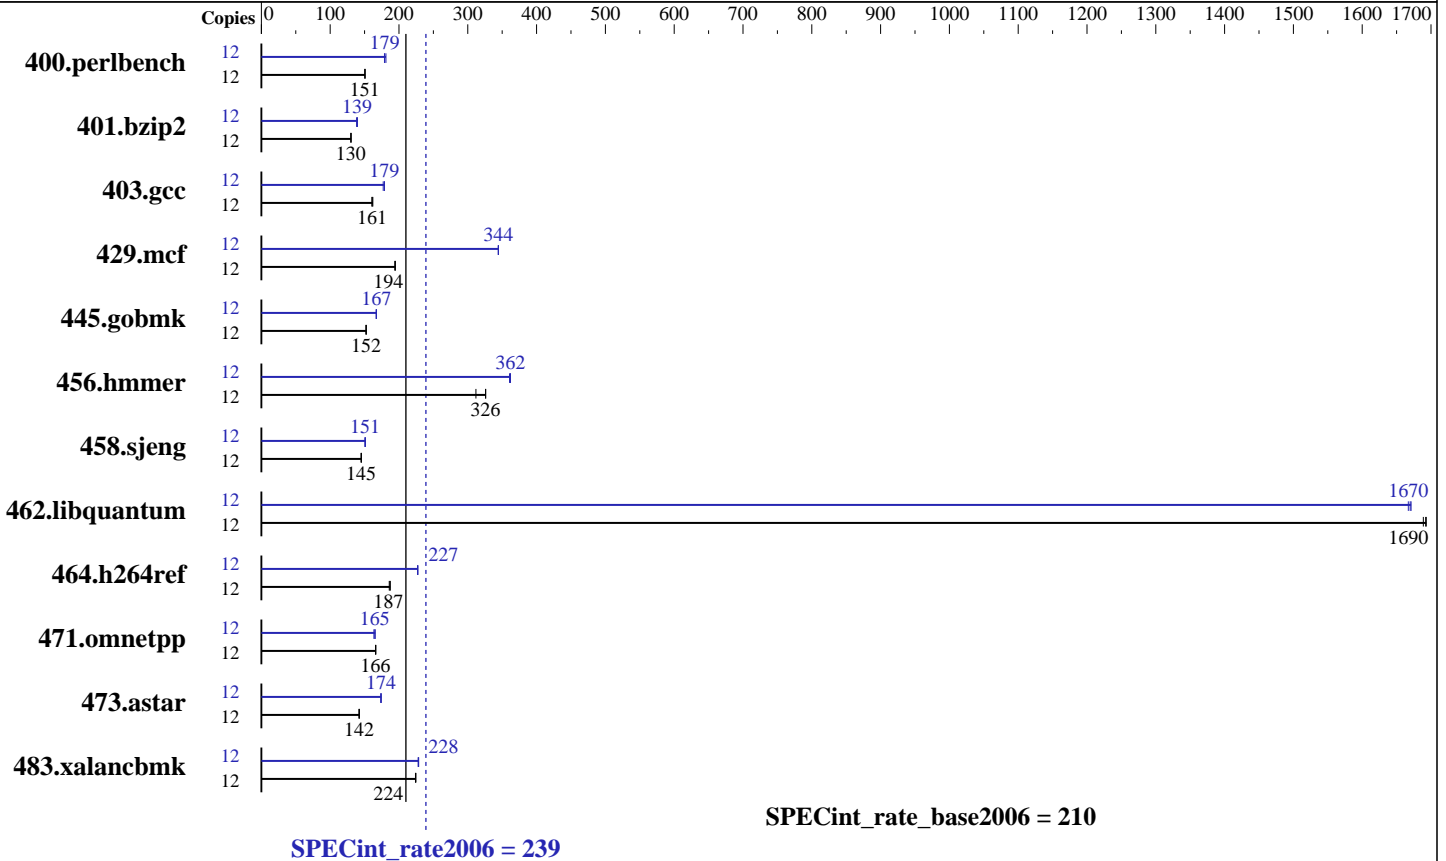 Copies 0 100 200 300 400 500 600 700 800 900 1000 1100 1200 1300 1400 1500 1600 1700
400.perlbench 12 179
12 151
401.bzip2 12 139
12 130
403.gcc 12 179
12 161
429.mcf 12 344
12 194
445.gobmk 12 167
12 152
456.hmmer 12 362
12 326
458.sjeng 12 151
12 145
462.libquantum 12 1670
12 1690
464.h264ref 12 227
12 187
471.omnetpp 12 165
12 166
473.astar 12 174
12 142
483.xalancbmk 12 228
12 224
SPECint_rate_base2006 = 210
SPECint_rate2006 = 239